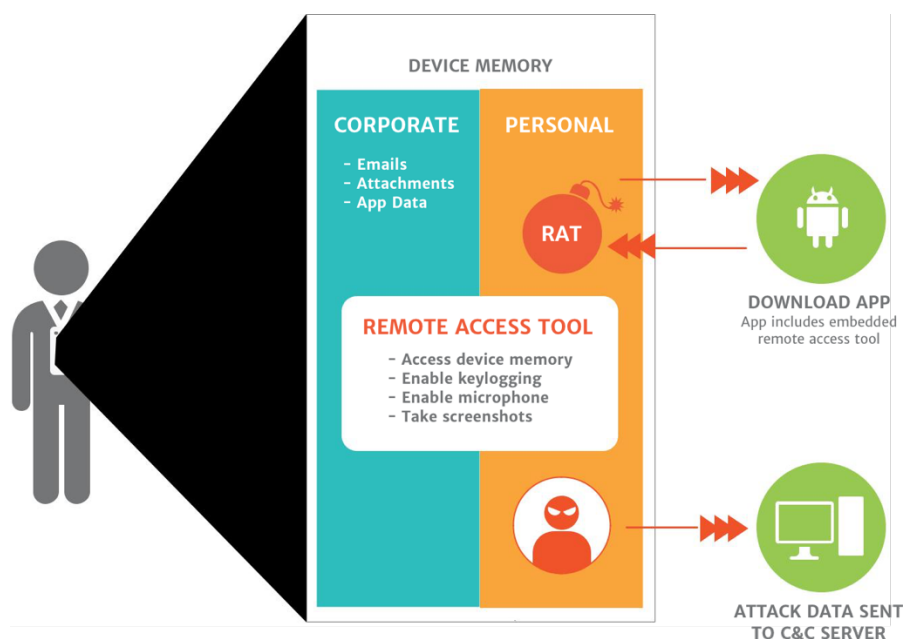 DEVICE MEMORY
CORPORATE
- Emails
- Attachments
- App Data
PERSONAL
RAT
DOWNLOAD APP
App includes embedded
remote access tool
REMOTE ACCESS TOOL
- Access device memory
- Enable keylogging
- Enable microphone
- Take screenshots
ATTACK DATA SENT
TO C&C SERVER